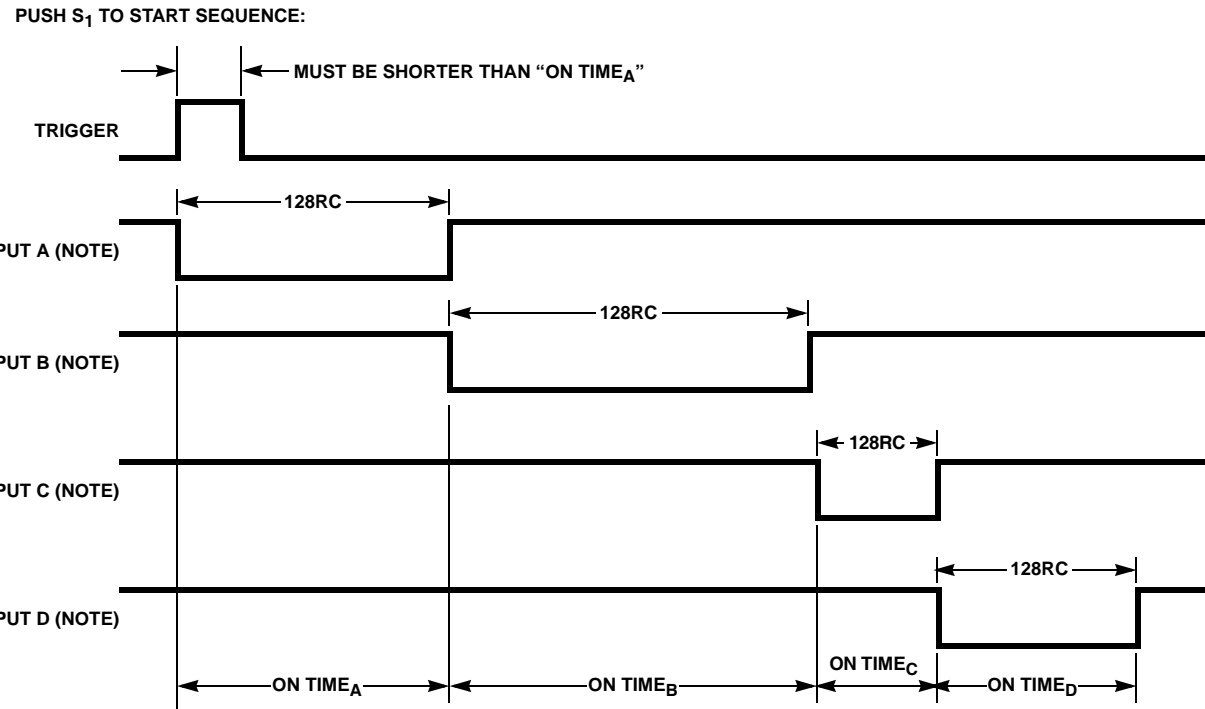 PUSH S1 TO START SEQUENCE:
MUST BE SHORTER THAN “ON TIMEA”
TRIGGER
128RC
PUT A (NOTE)
128RC
PUT B (NOTE)
128RC
PUT C (NOTE)
128RC
PUT D (NOTE)
ON TIMEA
ON TIMEB
ON TIMEC
ON TIMED